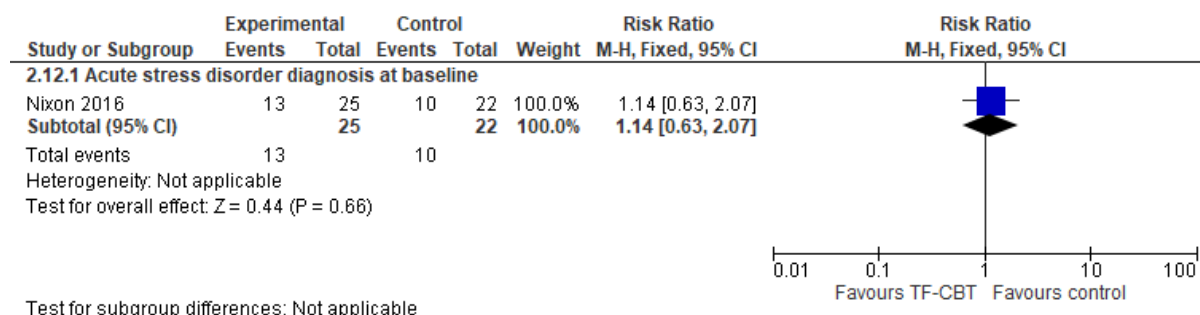 Experimental Control Risk Ratio Risk Ratio
Study or Subgroup Events Total Events Total Weight M-H, Fixed, 95% CI M-H, Fixed, 95% CI
2.12.1 Acute stress disorder diagnosis at baseline
Nixon 2016 13 25 10 22 100.0% 1.14 [0.63, 2.07]
Subtotal (95% CI) 25 22 100.0% 1.14 [0.63, 2.07]
Total events 13 10
Heterogeneity: Not applicable
Test for overall effect: Z = 0.44 (P = 0.66)
0.01 0.1 1 10 100
Favours TF-CBT Favours control
Test for subgroup differences: Not applicable